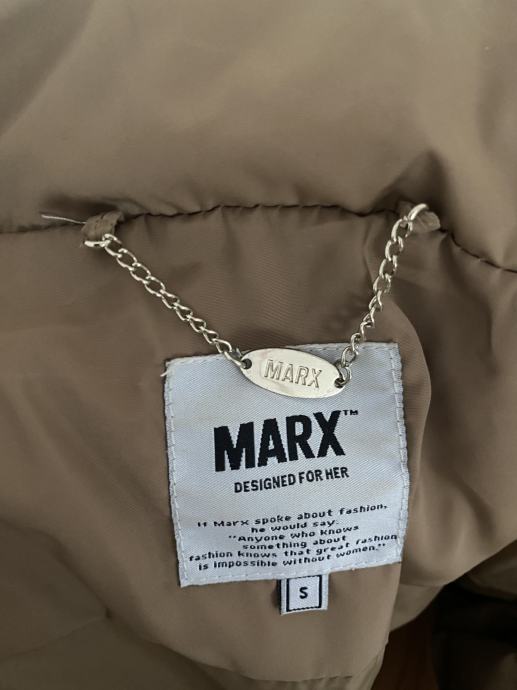 MARX
MARX™
DESIGNED FOR HER
If Marx spoke about fashion,
he would say:
"Anyone who knows
something about fashion
fashion knows that great fashion
is impossible without women."
S